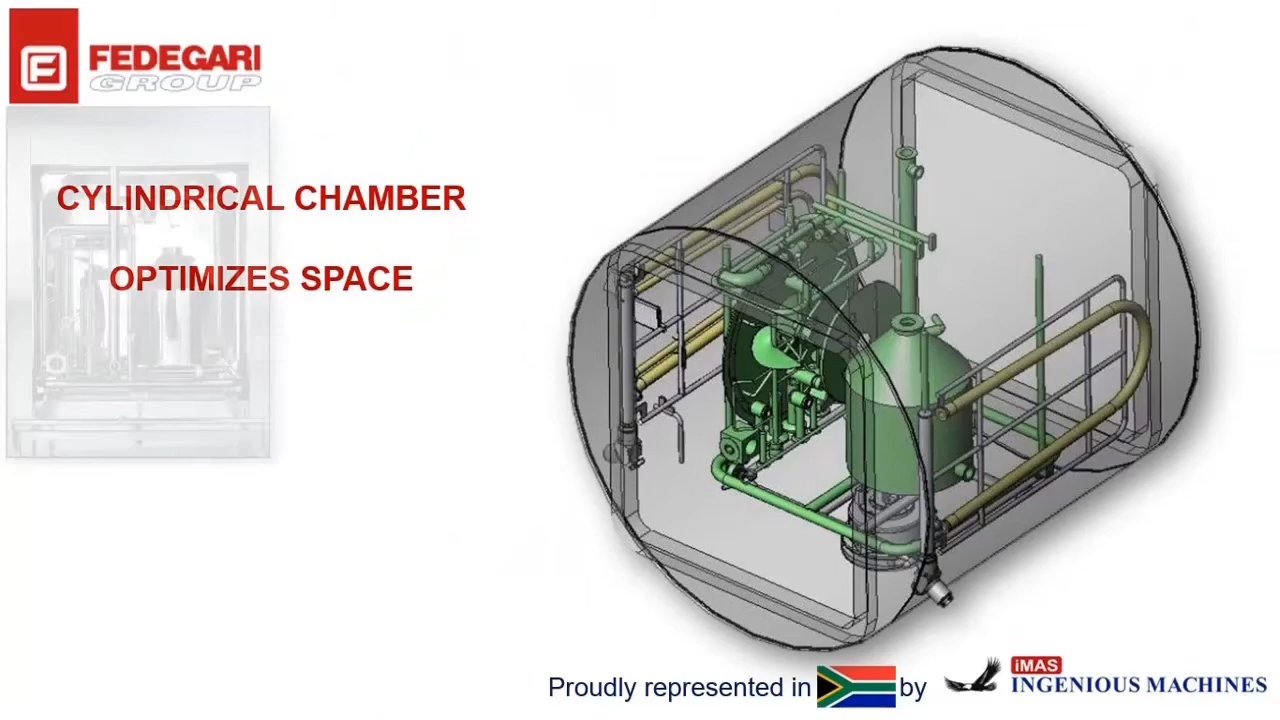 FEDEGARI
GROUP
CYLINDRICAL CHAMBER
OPTIMIZES SPACE
Proudly represented in by
iMAS
INGENIOUS MACHINES